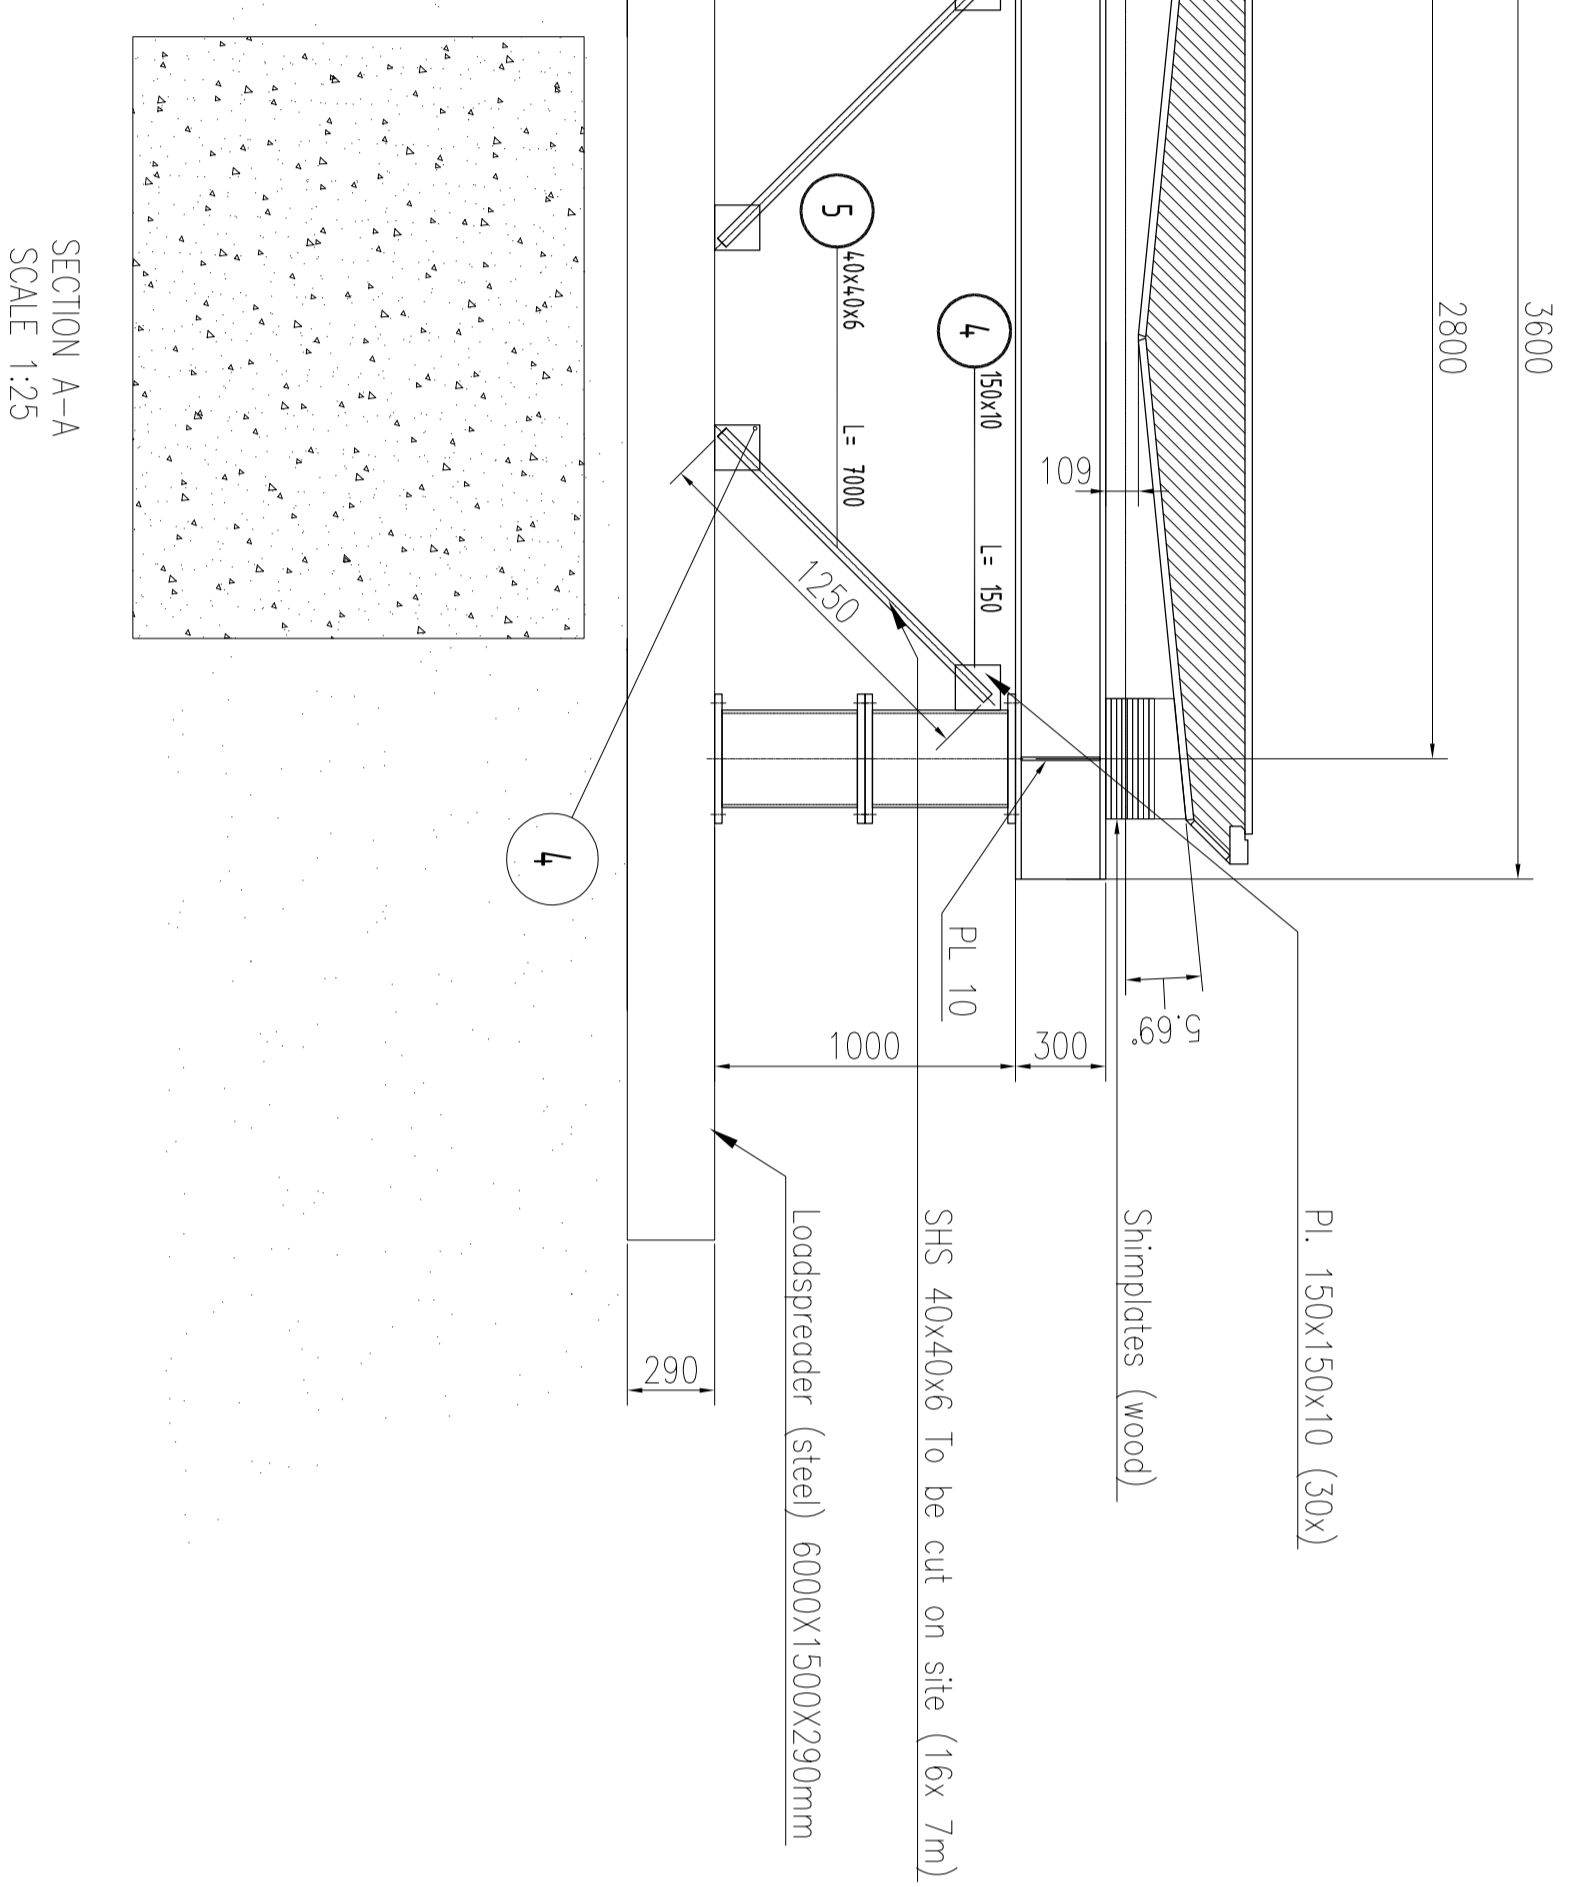 3600
2800
Pl. 150x150x10 (30x)
Shimplates (wood)
5.69°
109
300
1000
PL 10
4
150x10 L= 150
SHS 40x40x6 To be cut on site (16x 7m)
5
40x40x6 L= 7000
1250
Loadspreader (steel) 6000X1500X290mm
290
4
SECTION A-A
SCALE 1:25